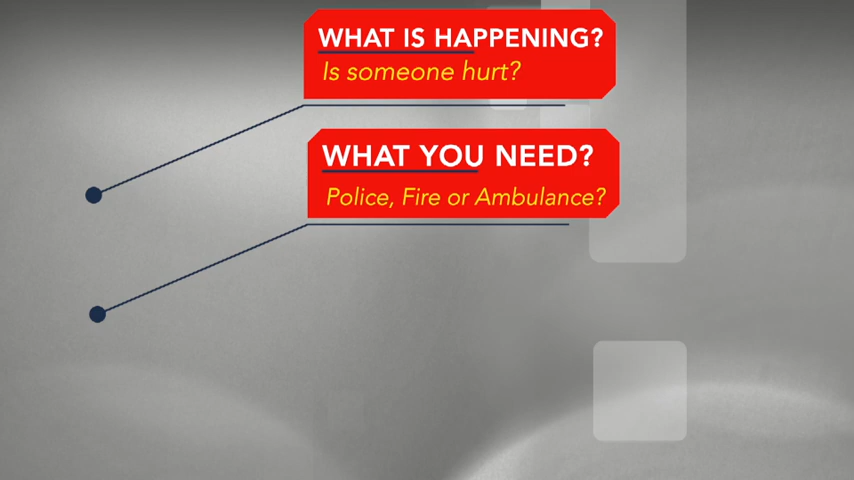 WHAT IS HAPPENING?
Is someone hurt?
WHAT YOU NEED?
Police, Fire or Ambulance?